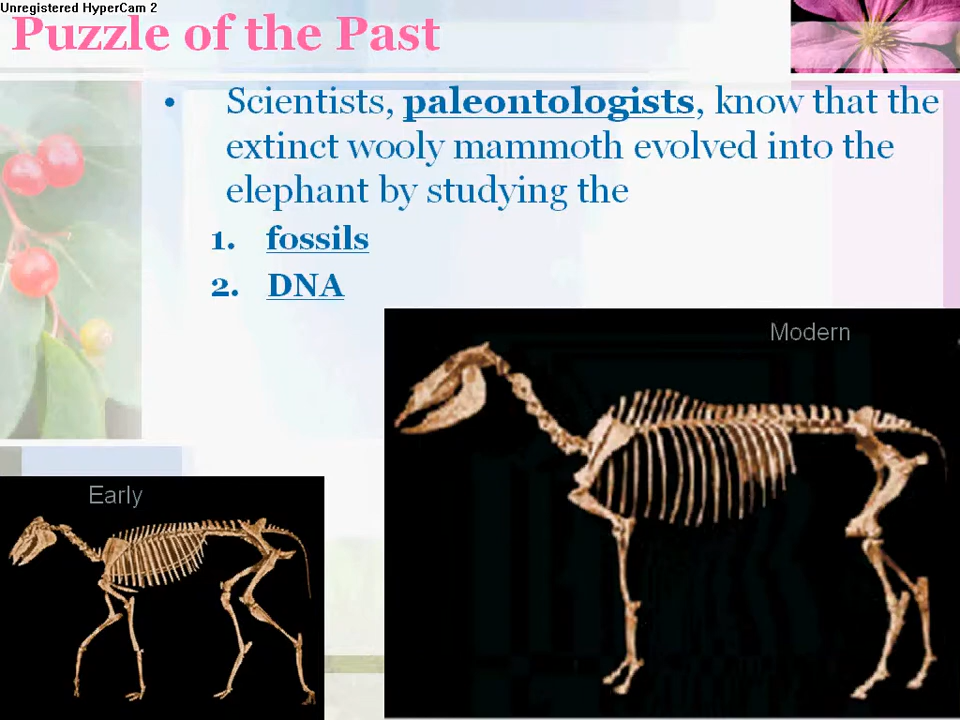 Unregistered HyperCam 2
Puzzle of the Past
• Scientists, paleontologists, know that the
extinct wooly mammoth evolved into the
elephant by studying the
1. fossils
2. DNA
Modern
Early